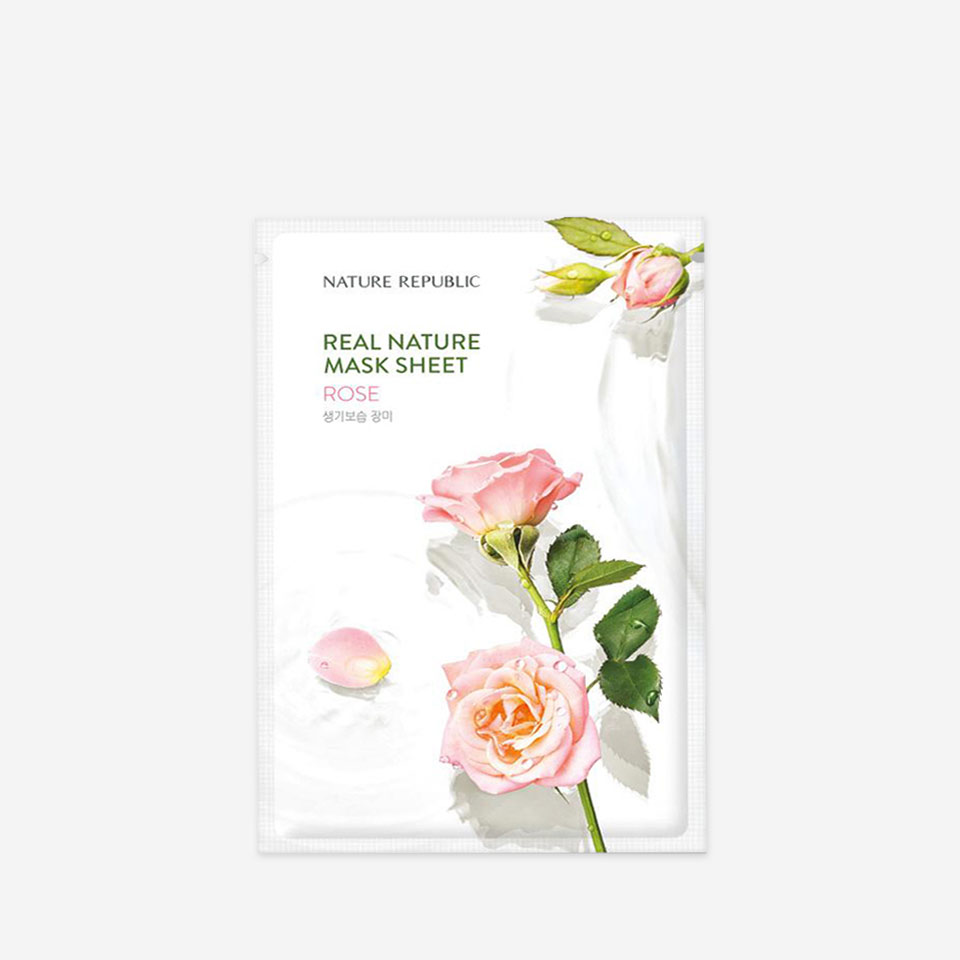 NATURE REPUBLIC
REAL NATURE
MASK SHEET
ROSE
생기보습 장미